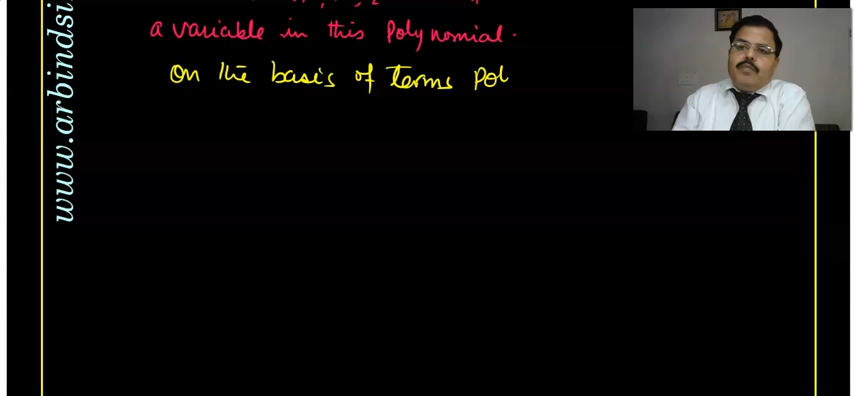 a variable in this Polynomial.
on the basis of terms Pol
www.arbindsi